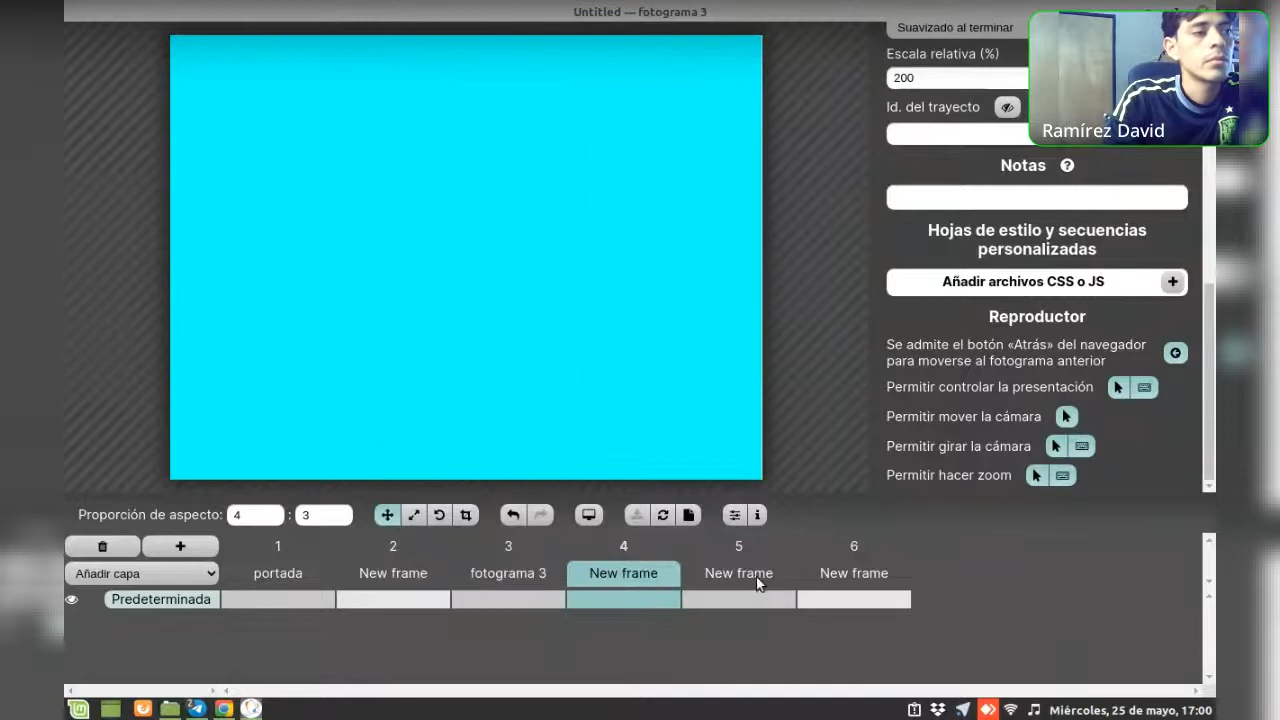 Untitled — fotograma 3
Suavizado al terminar
Escala relativa (%)
200
Id. del trayecto
Ramírez David
Notas
Hojas de estilo y secuencias
personalizadas
Añadir archivos CSS o JS
Reproductor
Se admite el botón «Atrás» del navegador
para moverse al fotograma anterior
Permitir controlar la presentación
Permitir mover la cámara
Permitir girar la cámara
Permitir hacer zoom
Proporción de aspecto: 4 : 3
1 2 3 4 5 6
Añadir capa portada New frame fotograma 3 New frame New frame New frame
Predeterminada
2 Miércoles, 25 de mayo, 17:00